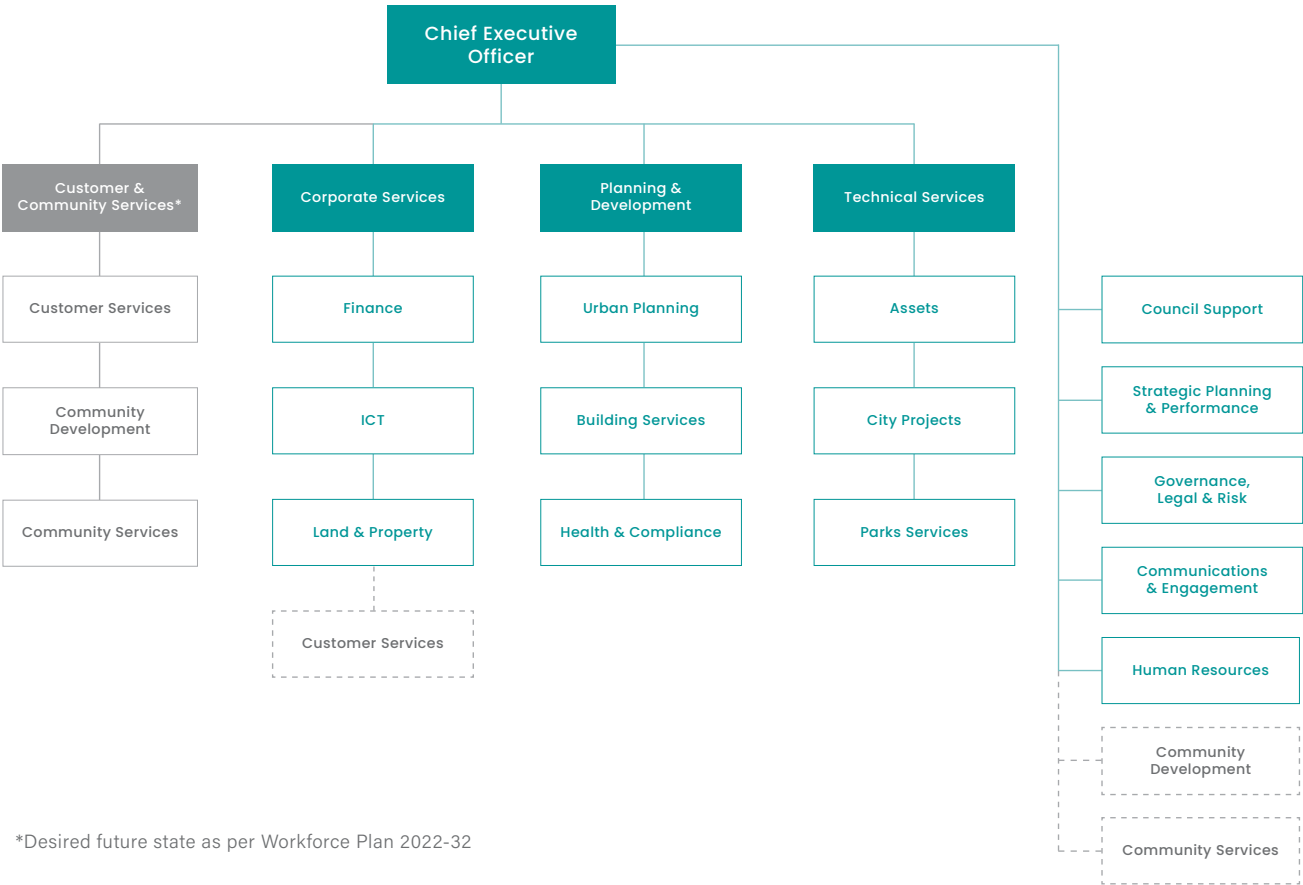 Chief Executive
Officer
Customer &
Community Services*
Corporate Services
Planning &
Development
Technical Services
Customer Services
Finance
Urban Planning
Assets
Council Support
Community
Development
ICT
Building Services
City Projects
Strategic Planning
& Performance
Community Services
Land & Property
Health & Compliance
Parks Services
Governance,
Legal & Risk
Communications
& Engagement
Customer Services
Human Resources
Community
Development
Community Services
*Desired future state as per Workforce Plan 2022-32